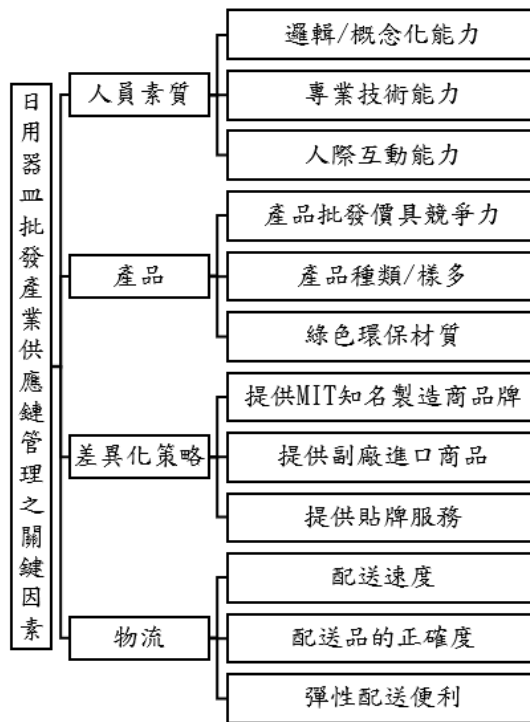 日用器皿批發產業供應鏈管理之關鍵因素
人員素質
邏輯/概念化能力
專業技術能力
人際互動能力
產品
產品批發價具競爭力
產品種類/樣多
綠色環保材質
差異化策略
提供MIT知名製造商品牌
提供副廠進口商品
提供貼牌服務
物流
配送速度
配送品的正確度
彈性配送便利